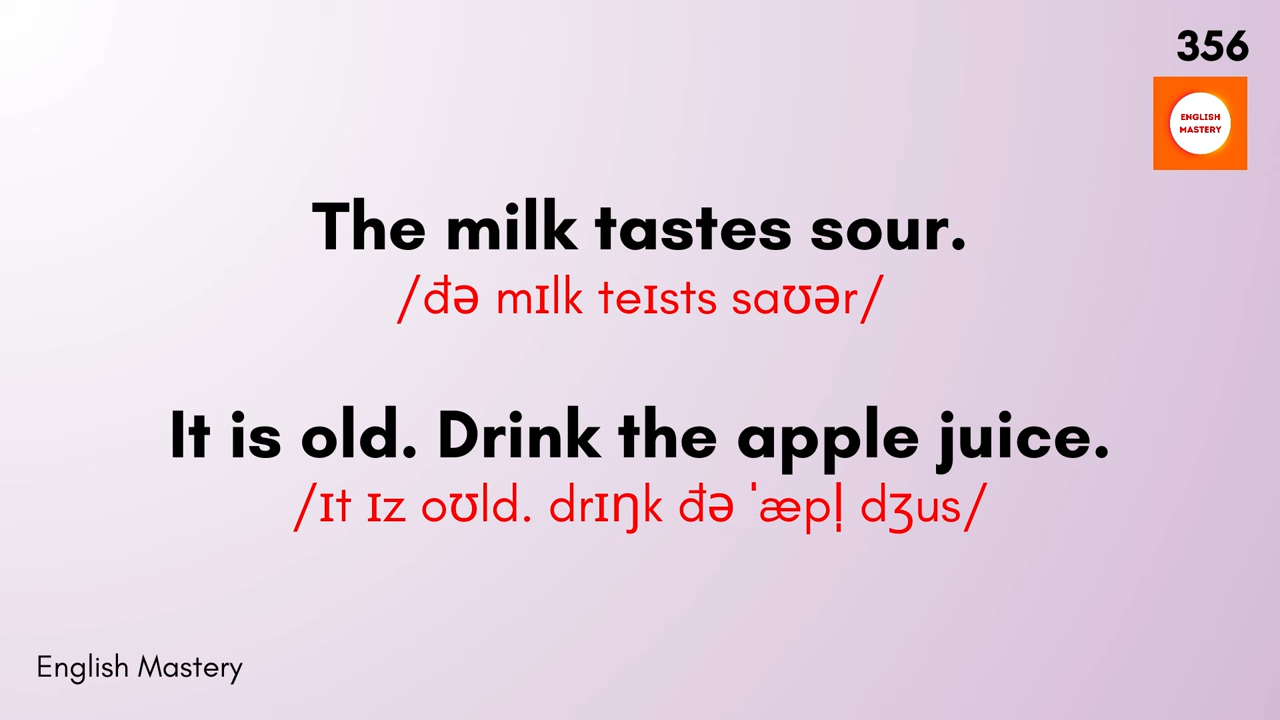 356
ENGLISH
MASTERY
The milk tastes sour.
/đə mɪlk teɪsts saʊər/
It is old. Drink the apple juice.
/ɪt ɪz oʊld. drɪŋk đə ˈæpl̩ dʒus/
English Mastery